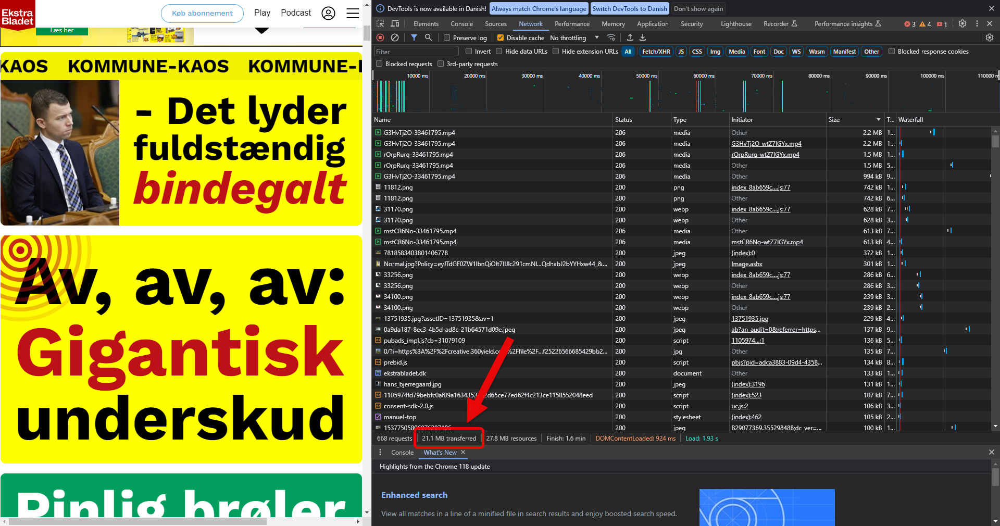 Ekstra
Bladet
Køb abonnement
Play
Podcast
Læs her
KAOS KOMMUNE-KAOS KOMMUNE-
- Det lyder
fuldstændig
bindegalt
Av, av, av:
Gigantisk
underskud
Pinlig brøler
DevTools is now available in Danish!
Always match Chrome's language
Switch DevTools to Danish
Don't show again
Elements Console Sources Network Performance Memory Application Security Lighthouse Recorder Performance insights 3 4 1
Preserve log Disable cache No throttling
Filter Invert Hide data URLs Hide extension URLs All Fetch/XHR JS CSS Img Media Font Doc WS Wasm Manifest Other Blocked response cookies
Blocked requests 3rd-party requests
10000 ms 20000 ms 30000 ms 40000 ms 50000 ms 60000 ms 70000 ms 80000 ms 90000 ms 100000 ms 110000 m
Name Status Type Initiator Size T... Waterfall
G3HvTj2O-33461795.mp4 206 media Other 2.2 MB 1...
G3HvTj2O-33461795.mp4 206 media G3HvTj2O-wtZ7IGYx.mp4 2.2 MB 1...
rOrpRurq-33461795.mp4 206 media rOrpRurq-wtZ7IGYx.mp4 1.5 MB 1...
rOrpRurq-33461795.mp4 206 media Other 1.5 MB 5...
G3HvTj2O-33461795.mp4 206 media Other 994 kB 9...
11812.png 200 png index 8ab659c....js:77 742 kB 1...
11812.png 200 png Other 742 kB 6...
31170.png 200 webp index 8ab659c....js:77 628 kB 7...
31170.png 200 webp Other 628 kB 3...
mstCR6No-33461795.mp4 206 media Other 613 kB 7...
mstCR6No-33461795.mp4 206 media mstCR6No-wtZ7IGYx.mp4 613 kB 4...
7818583403801406778 200 jpeg (index):0 372 kB 1...
Normal.jpg?Policy=eyJTdGF0ZW1lbnQiOlt7IlJlc291cmNl...QdhabJ2bYYHxw44_&... 200 jpeg Image.ashx 301 kB 1...
33256.png 200 webp index 8ab659c....js:77 286 kB 6...
33256.png 200 webp Other 286 kB 3...
34100.png 200 webp index 8ab659c....js:77 239 kB 3...
34100.png 200 webp Other 239 kB 2...
13751935.jpg?assetID=13751935&av=1 200 jpeg 13751935.jpg 229 kB 4...
0a9da187-8ec3-4b5d-ad8c-21b64571d09e.jpeg 200 jpeg ab?an_audit=0&referrer=https... 137 kB 9...
pubads_impl.js?cb=31079109 200 script 1105974...:1 136 kB 5...
0/?i=https%3A%2F%2Fcreative.360yield.co %2Ffile%2F...f25226566685429bb2... 200 jpg Other 135 kB 7...
prebid.js 200 script pbjs?pid=adca3883-09d4-4358... 134 kB 8...
ekstrabladet.dk 200 document Other 133 kB 1...
hans_bjerregaard.jpg 200 jpeg (index):3196 131 kB 1...
1105974fd79bebfc0af09a1634353 2d65ce77ed62f4c213ce1158552048eed 200 script (index):523 107 kB 7...
consent-sdk-2.0.js 200 script uc.js:2 106 kB 3...
manuel-top 200 stylesheet (index):462 105 kB 2...
200 jpeg B29077369.355298488;dc_ver=... 100 kB 1...
668 requests 21.1 MB transferred 27.8 MB resources Finish: 1.6 min DOMContentLoaded: 924 ms Load: 1.93 s
Console What's New
Highlights from the Chrome 118 update
Enhanced search
View all matches in a line of a minified file in search results and enjoy boosted search speed.